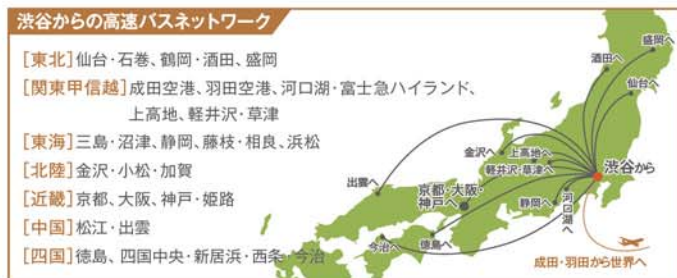 渋谷からの高速バスネットワーク
[東北]仙台・石巻、鶴岡・酒田、盛岡
[関東甲信越]成田空港、羽田空港、河口湖・富士急ハイランド、
上高地、軽井沢・草津
[東海]三島・沼津、静岡、藤枝・相良、浜松
[北陸]金沢・小松・加賀
[近畿]京都、大阪、神戸・姫路
[中国]松江・出雲
[四国]徳島、四国中央・新居浜・西条・今治
盛岡へ
酒田へ
仙台へ
金沢へ
上高地へ
軽井沢・草津へ
渋谷から
出雲へ
京都・大阪・
神戸へ
静岡へ
河口湖へ
今治へ
徳島へ
成田・羽田から世界へ